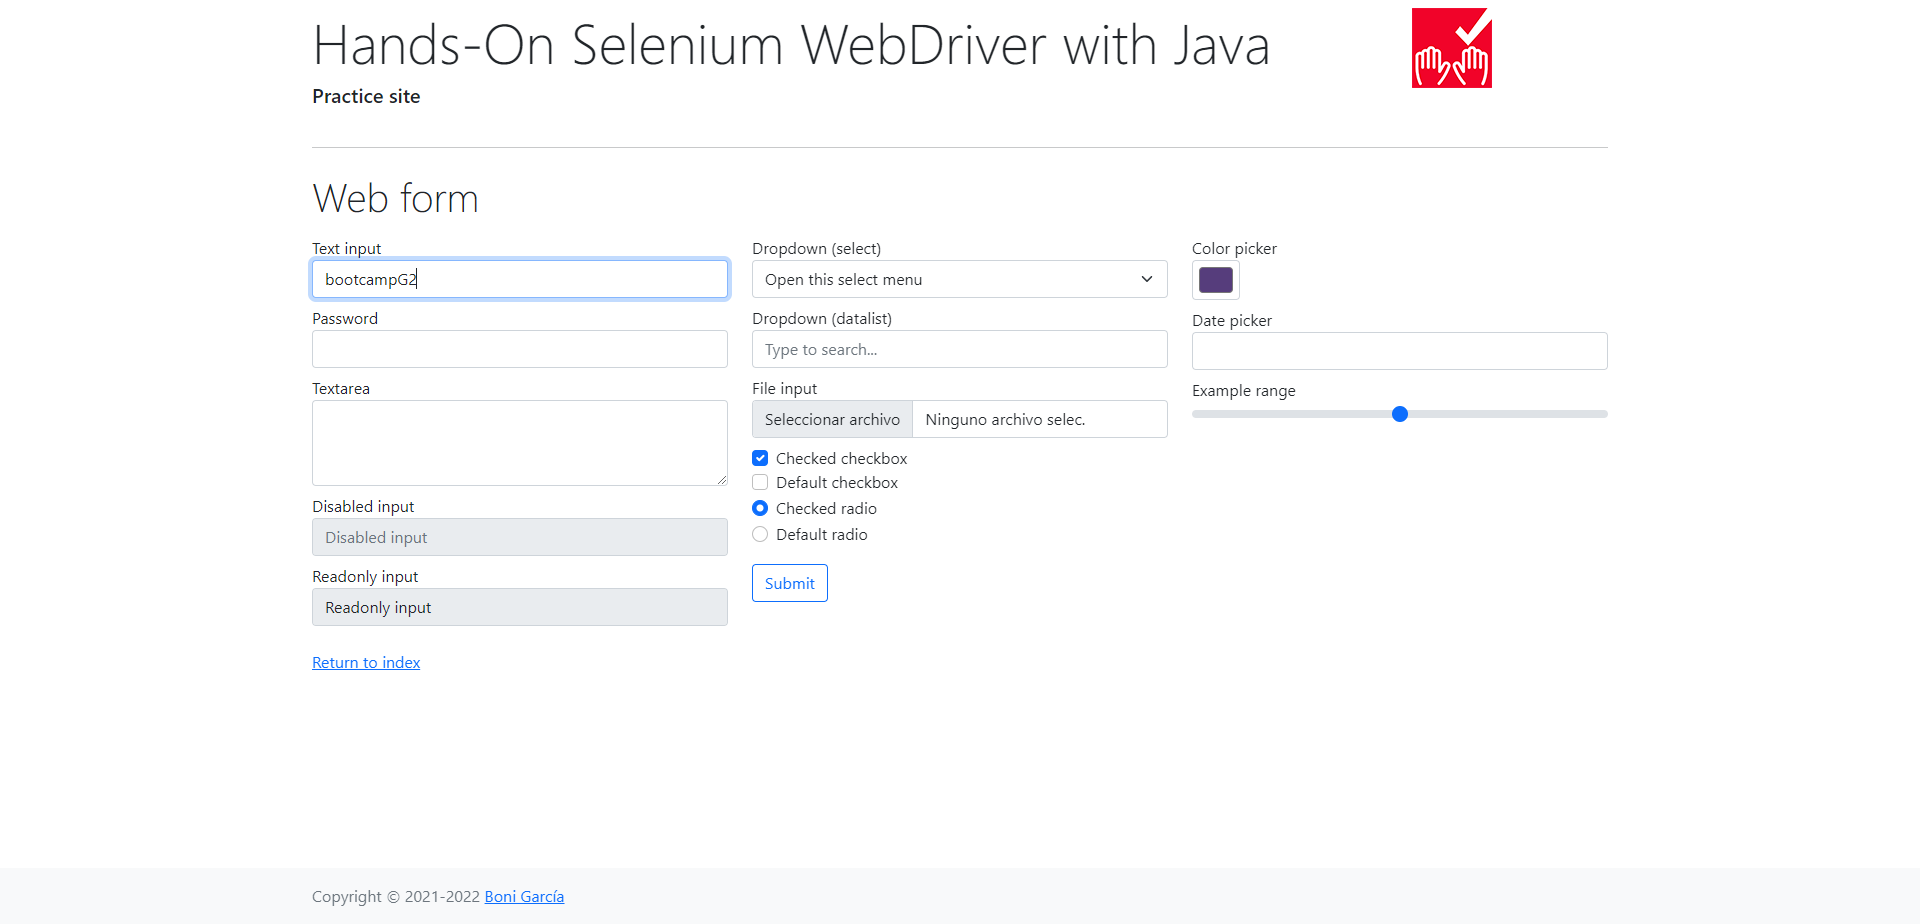 Hands-On Selenium WebDriver with Java
Practice site
Web form
Text input
bootcampG2
Password
Textarea
Disabled input
Disabled input
Readonly input
Readonly input
Return to index
Dropdown (select)
Open this select menu
Dropdown (datalist)
Type to search...
File input
Seleccionar archivo Ninguno archivo selec.
Checked checkbox
Default checkbox
Checked radio
Default radio
Submit
Color picker
Date picker
Example range
Copyright © 2021-2022 Boni García